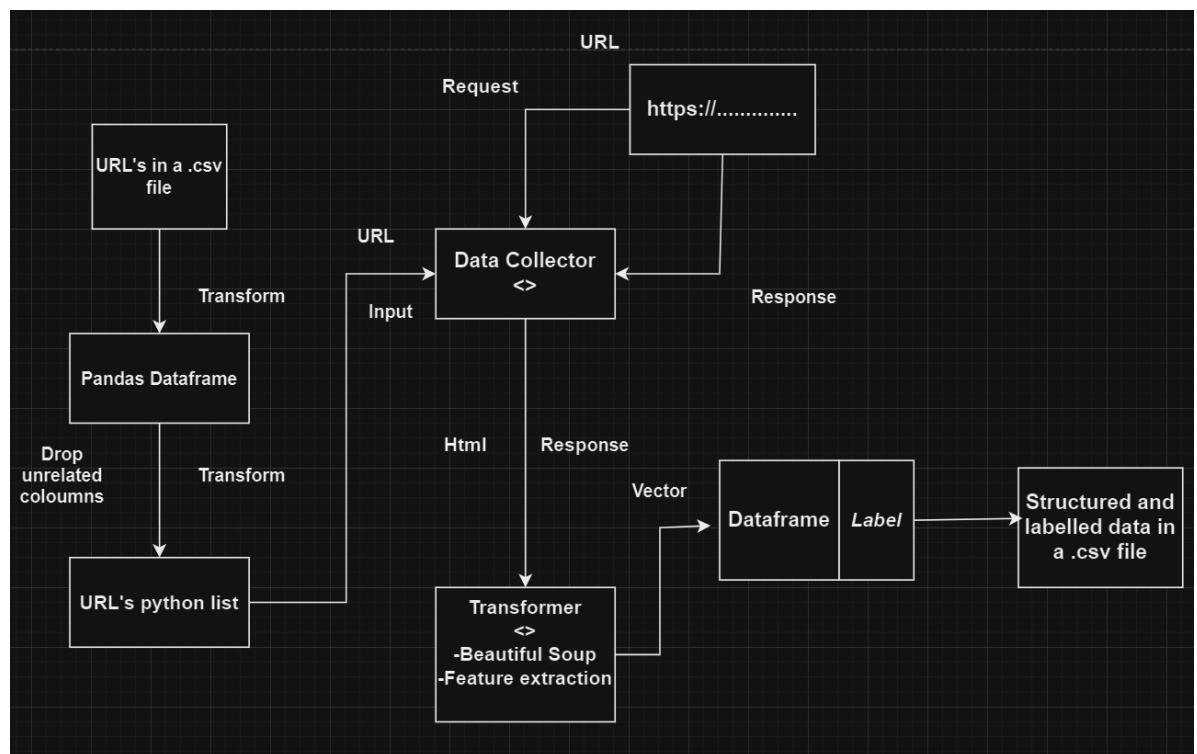 URL
Request
https://..............
URL's in a .csv
file
URL
Data Collector
<>
Transform
Input
Response
Pandas Dataframe
Drop
unrelated
coloumns
Transform
Html
Response
Vector
Dataframe
Label
Structured and
labelled data in
a .csv file
URL's python list
Transformer
<>
-Beautiful Soup
-Feature extraction